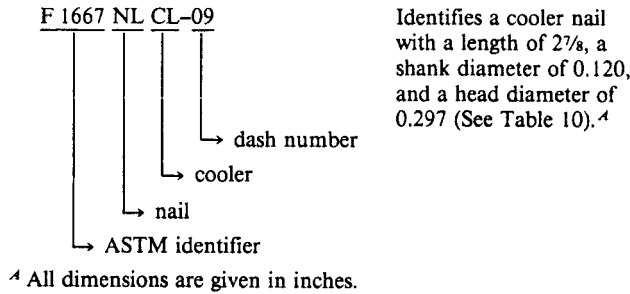 F 1667 NL CL–09
Identifies a cooler nail
with a length of 2⅞, a
shank diameter of 0.120,
and a head diameter of
0.297 (See Table 10).ᴬ
dash number
cooler
nail
ASTM identifier
ᴬ All dimensions are given in inches.